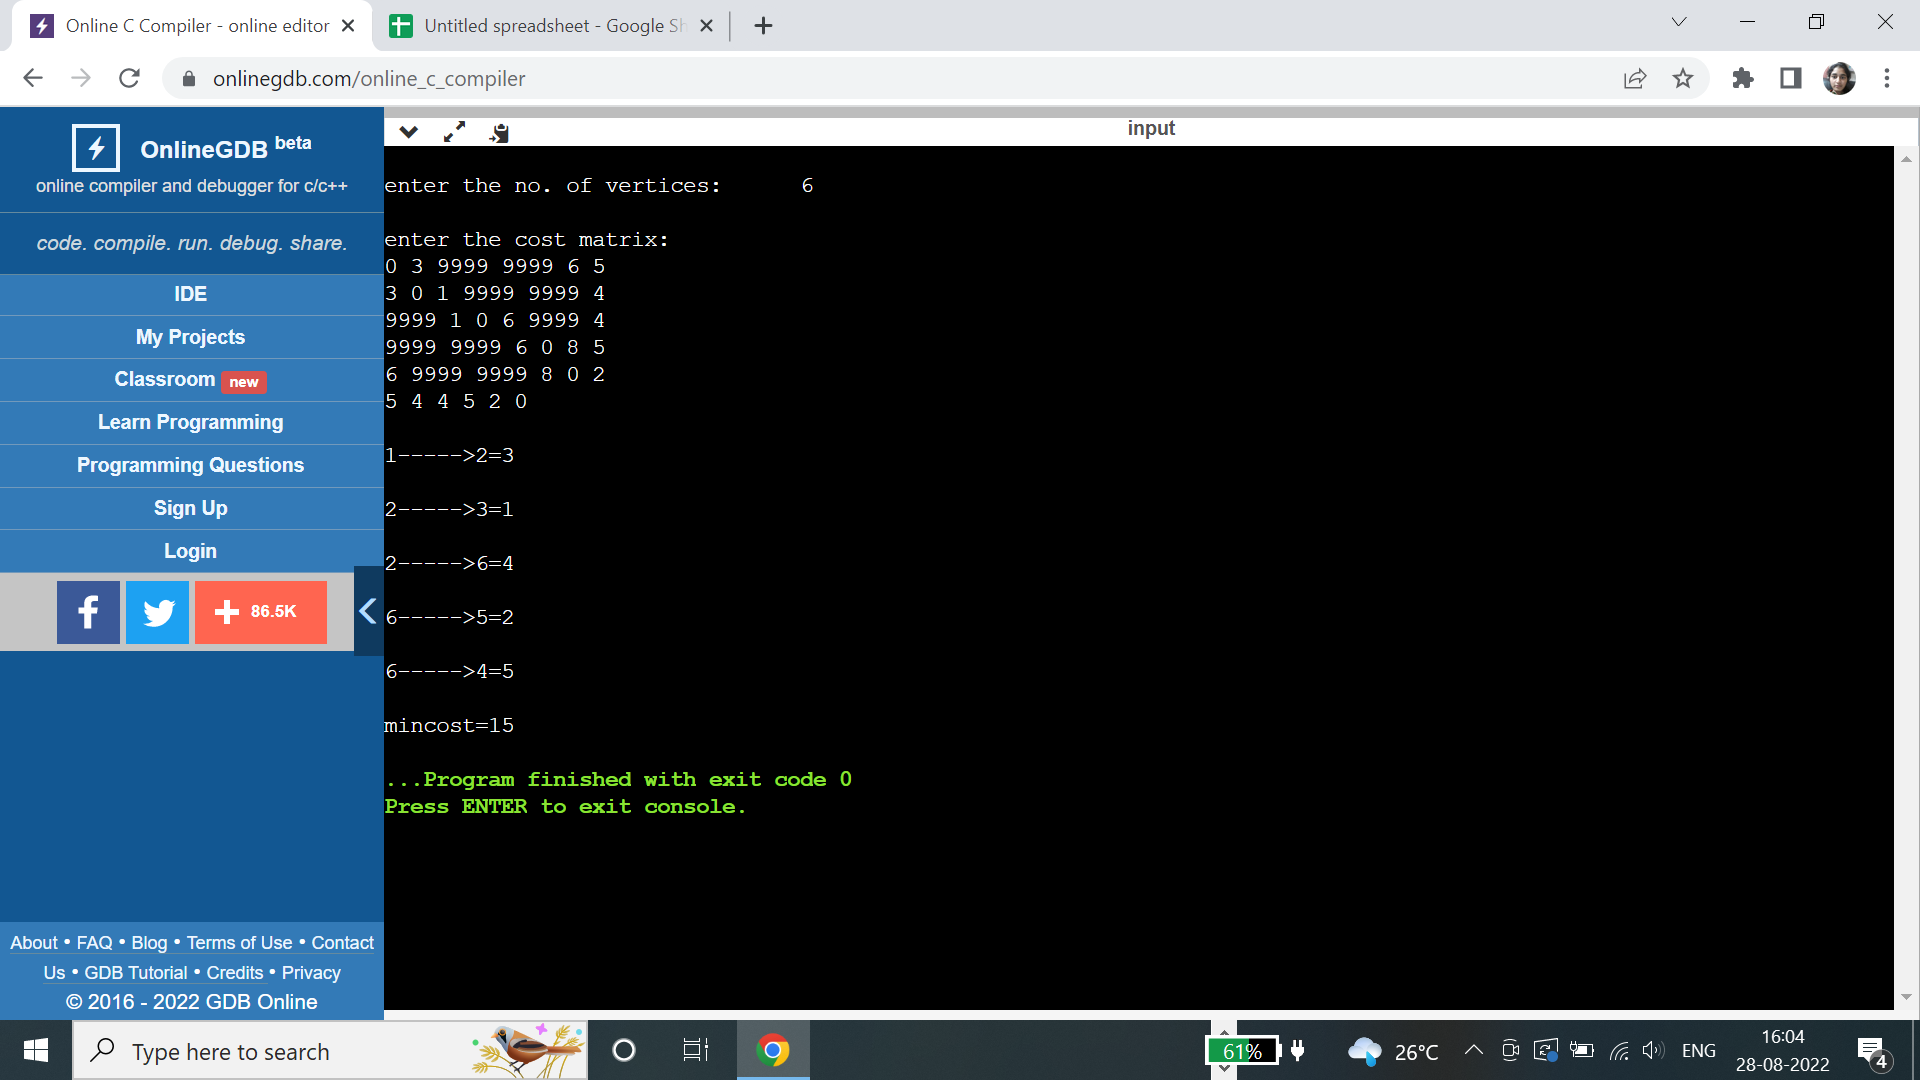 Online C Compiler - online editor
Untitled spreadsheet - Google Sh
onlinegdb.com/online_c_compiler
OnlineGDB beta
online compiler and debugger for c/c++
code. compile. run. debug. share.
IDE
My Projects
Classroom new
Learn Programming
Programming Questions
Sign Up
Login
f
+ 86.5K
About • FAQ • Blog • Terms of Use • Contact
Us • GDB Tutorial • Credits • Privacy
© 2016 - 2022 GDB Online
input
enter the no. of vertices: 6
enter the cost matrix:
0 3 9999 9999 6 5
3 0 1 9999 9999 4
9999 1 0 6 9999 4
9999 9999 6 0 8 5
6 9999 9999 8 0 2
5 4 4 5 2 0
1----->2=3
2----->3=1
2----->6=4
6----->5=2
6----->4=5
mincost=15
...Program finished with exit code 0
Press ENTER to exit console.
Type here to search
61%
26°C
ENG
16:04
28-08-2022
4